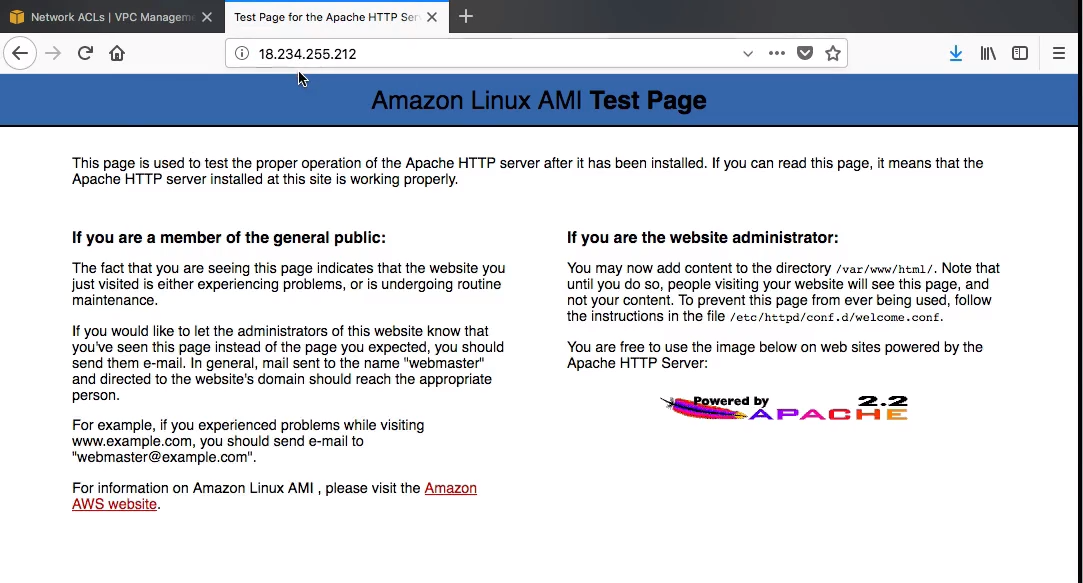 Network ACLs | VPC Managem
Test Page for the Apache HTTP Ser
18.234.255.212
Amazon Linux AMI Test Page
This page is used to test the proper operation of the Apache HTTP server after it has been installed. If you can read this page, it means that the
Apache HTTP server installed at this site is working properly.
If you are a member of the general public:
The fact that you are seeing this page indicates that the website you
just visited is either experiencing problems, or is undergoing routine
maintenance.
If you would like to let the administrators of this website know that
you've seen this page instead of the page you expected, you should
send them e-mail. In general, mail sent to the name "webmaster"
and directed to the website's domain should reach the appropriate
person.
For example, if you experienced problems while visiting
www.example.com, you should send e-mail to
"webmaster@example.com".
For information on Amazon Linux AMI , please visit the Amazon
AWS website.
If you are the website administrator:
You may now add content to the directory /var/www/html/. Note that
until you do so, people visiting your website will see this page, and
not your content. To prevent this page from ever being used, follow
the instructions in the file /etc/httpd/conf.d/welcome.conf.
You are free to use the image below on web sites powered by the
Apache HTTP Server:
Powered by 2.2
APACHE